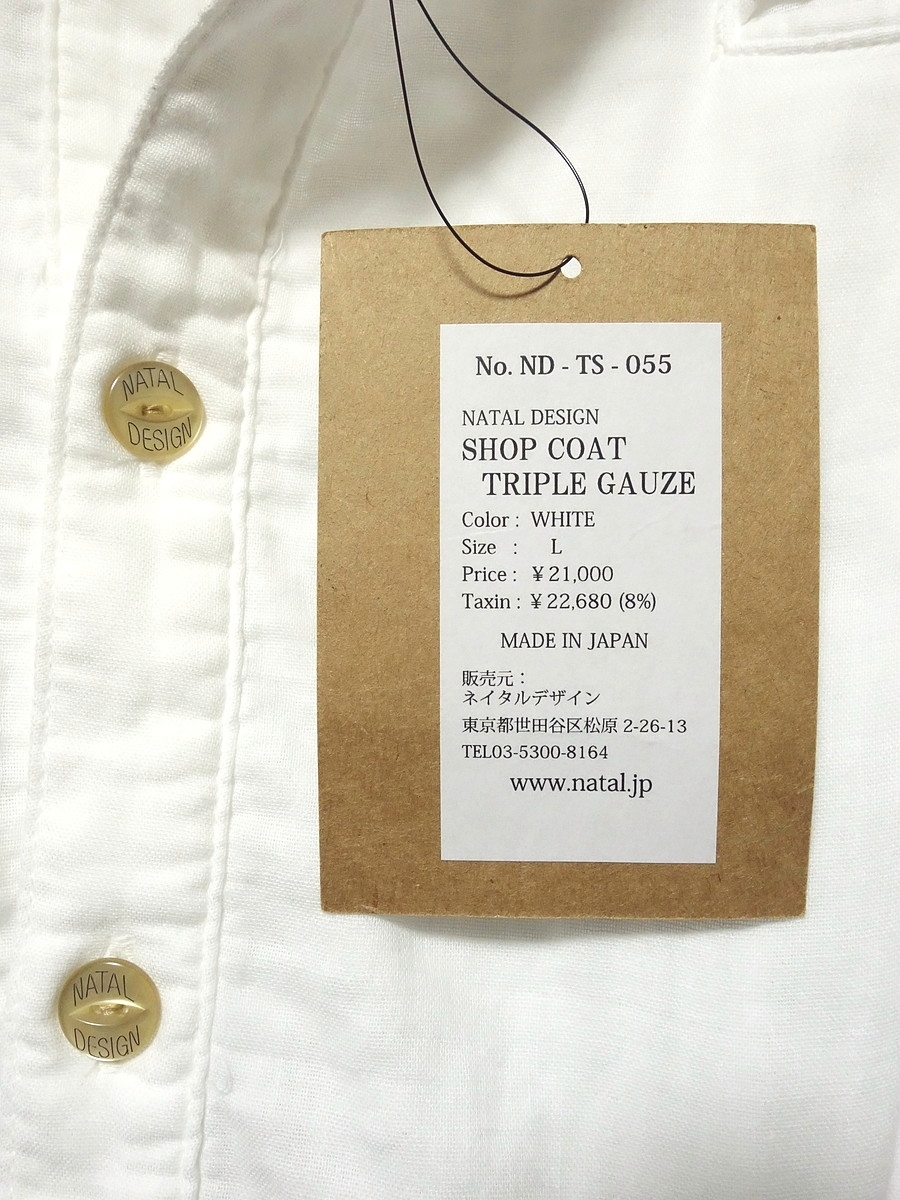 No. ND - TS - 055
NATAL DESIGN
SHOP COAT
TRIPLE GAUZE
Color : WHITE
Size : L
Price : ¥21,000
Taxin : ¥22,680 (8%)
MADE IN JAPAN
販売元：
ネイタルデザイン
東京都世田谷区松原 2-26-13
TEL03-5300-8164
www.natal.jp
NATAL
DESIGN
NATAL
DESIGN